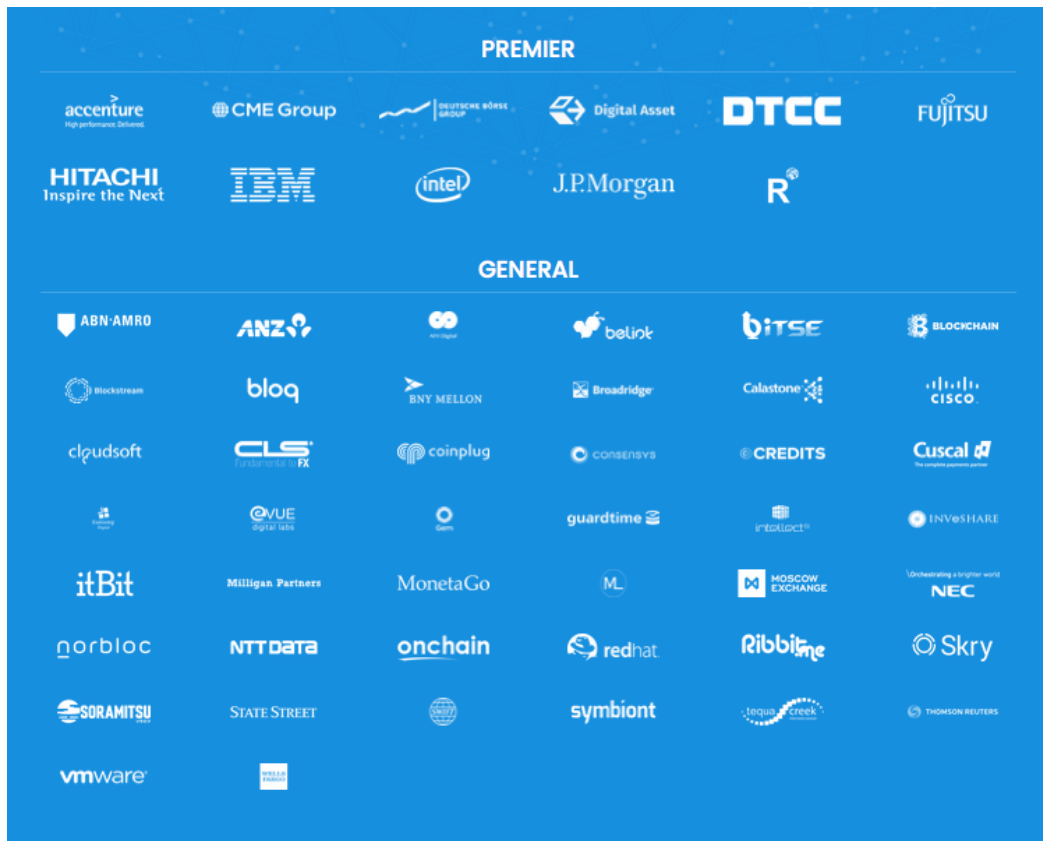 PREMIER
accenture
High performance. Delivered.
CME Group
DEUTSCHE BÖRSE
GROUP
Digital Asset
DTCC
FUJITSU
HITACHI
Inspire the Next
IBM
intel
J.P.Morgan
R
GENERAL
ABN·AMRO
ANZ
belink
BiTSE
BLOCKCHAIN
Blockstream
bloq
BNY MELLON
Broadridge
Calastone
CISCO
cloudsoft
CLS
Fundamental to FX
coinplug
CONSENSYS
CREDITS
Cuscal
The complete payments partner
eVUE
digital labs
Gem
guardtime
intellect
INVeSHARE
itBit
Milligan Partners
MonetaGo
ML
MOSCOW
EXCHANGE
\Orchestrating a brighter world
NEC
norbloc
NTT DATA
onchain
redhat.
Ribbit.me
Skry
SORAMITSU
STATE STREET
SWIFT
symbiont
tequa creek
THOMSON REUTERS
vmware
WELLS
FARGO